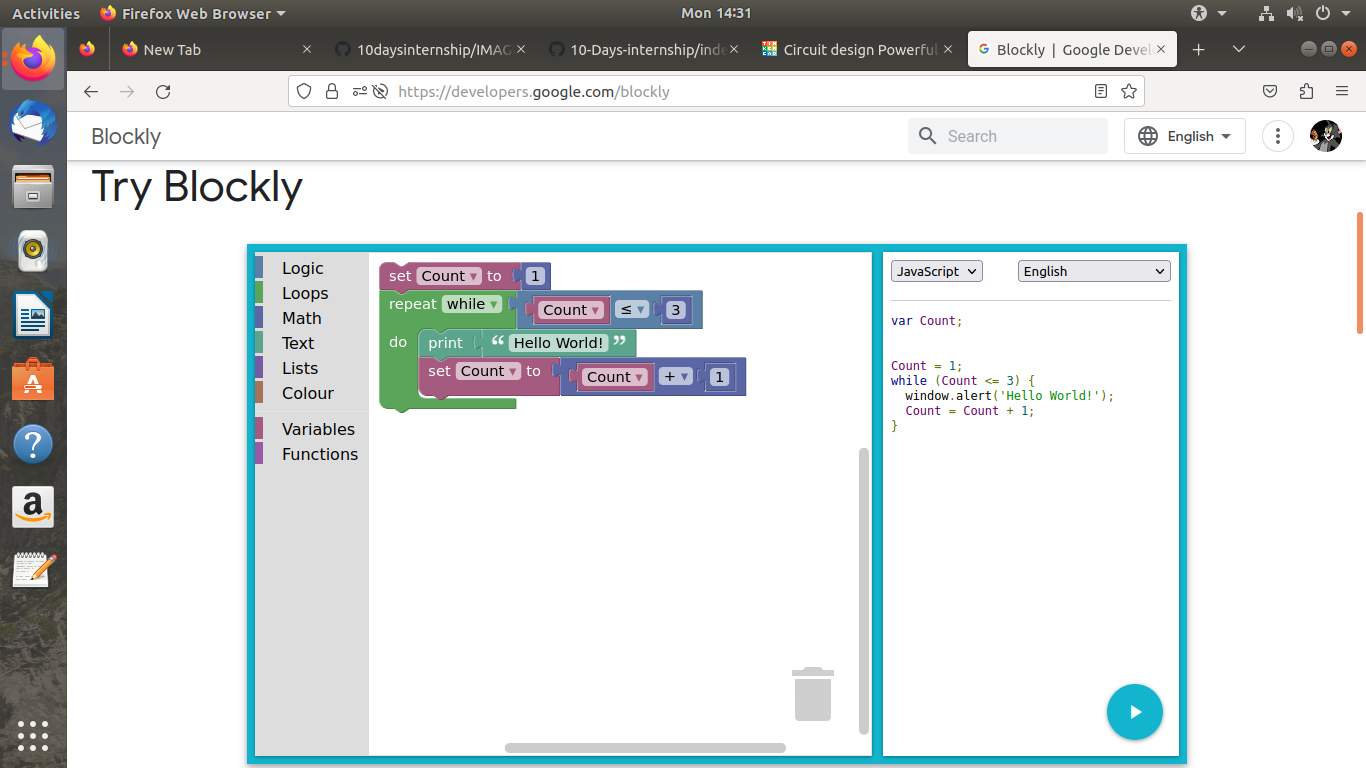 Activities
Firefox Web Browser
Mon 14:31
New Tab
10daysinternship/IMAG
10-Days-internship/inde
Circuit design Powerful
Blockly | Google Devel
https://developers.google.com/blockly
Blockly
Search
English
Try Blockly
Logic
Loops
Math
Text
Lists
Colour
Variables
Functions
set Count to 1
repeat while Count ≤ 3
do print “ Hello World! ”
set Count to Count + 1
JavaScript
English
var Count;
Count = 1;
while (Count <= 3) {
window.alert('Hello World!');
Count = Count + 1;
}